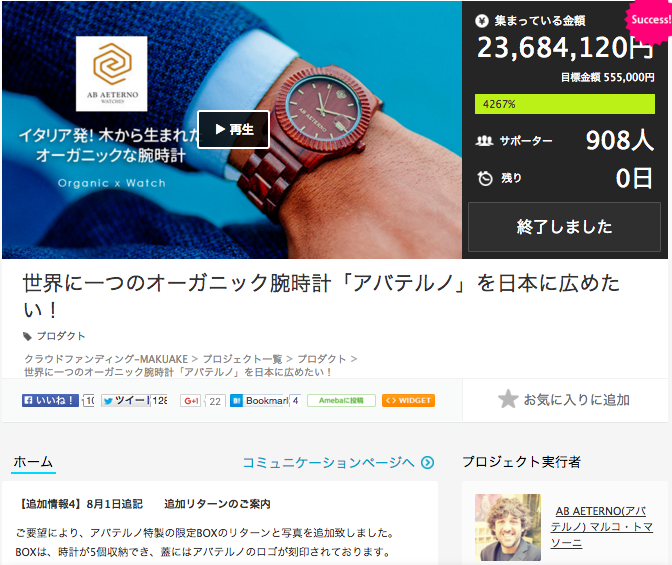 AB AETERNO
WATCHES
イタリア発! 木から生まれた
オーガニックな腕時計
Organic x Watch
再生
AB AETERNO
集まっている金額
Success!
23,684,120円
目標金額 555,000円
4267%
サポーター 908人
残り 0日
終了しました
世界に一つのオーガニック腕時計「アバテルノ」を日本に広めた
い！
プロダクト
クラウドファンディング-MAKUAKE > プロジェクト一覧 > プロダクト >
世界に一つのオーガニック腕時計「アバテルノ」を日本に広めたい！
いいね！ ツイート 128 +1 22 Bookmark 4 Amebaに投稿 WIDGET
お気に入りに追加
ホーム
コミュニケーションページへ
プロジェクト実行者
【追加情報4】8月1日追記 追加リターンのご案内
ご要望により、アバテルノ特製の限定BOXのリターンと写真を追加致しました。
BOXは、時計が5個収納でき、蓋にはアバテルノのロゴが刻印されております。
AB AETERNO(アバ
テルノ) マルコ・トマ
ソーニ